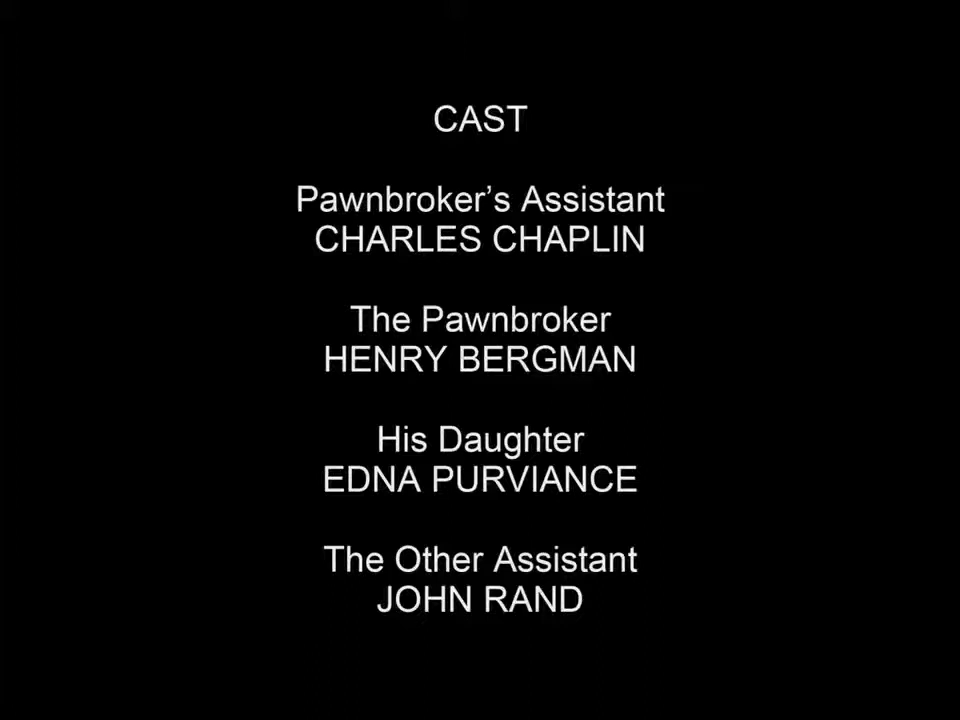 CAST
Pawnbroker’s Assistant
CHARLES CHAPLIN
The Pawnbroker
HENRY BERGMAN
His Daughter
EDNA PURVIANCE
The Other Assistant
JOHN RAND